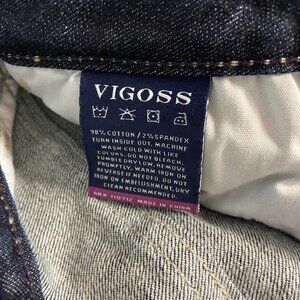 VIGOSS
98% COTTON / 2% SPANDEX
TURN INSIDE OUT, MACHINE
WASH COLD WITH LIKE
COLORS. DO NOT BLEACH.
TUMBLE DRY LOW, REMOVE
PROMPTLY. WARM IRON ON
REVERSE IF NEEDED. DO NOT
IRON ON EMBELLISHMENT, DRY
CLEAN RECOMMENDED.
MADE IN CHINA